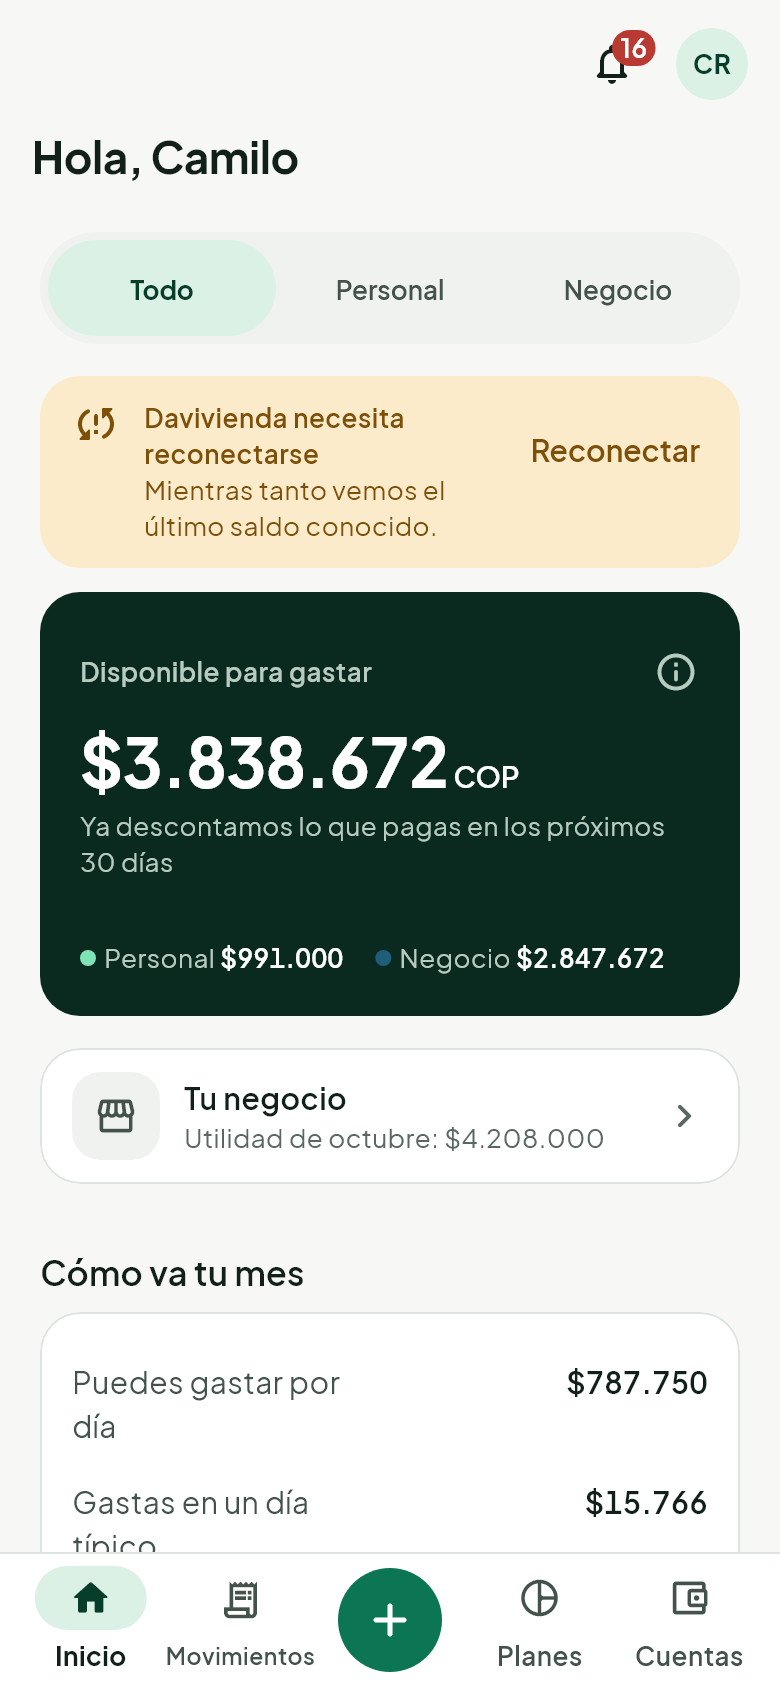 16
CR
Hola, Camilo
Todo
Personal
Negocio
Davivienda necesita
reconectarse
Mientras tanto vemos el
último saldo conocido.
Reconectar
Disponible para gastar
$3.838.672 COP
Ya descontamos lo que pagas en los próximos
30 días
Personal $991.000
Negocio $2.847.672
Tu negocio
Utilidad de octubre: $4.208.000
Cómo va tu mes
Puedes gastar por
día
$787.750
Gastas en un día
típico
$15.766
Inicio
Movimientos
Planes
Cuentas